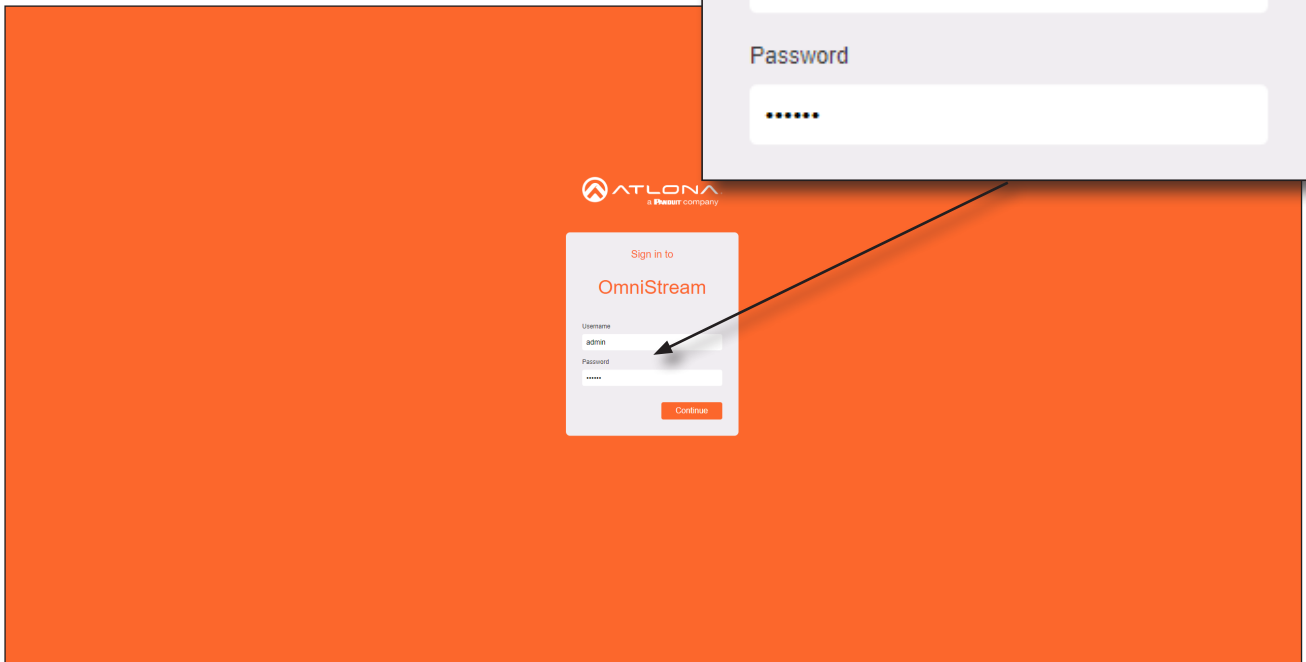 Password
••••••
ATLONA
a PANDUIT company
Sign in to
OmniStream
Username
admin
Password
••••••
Continue